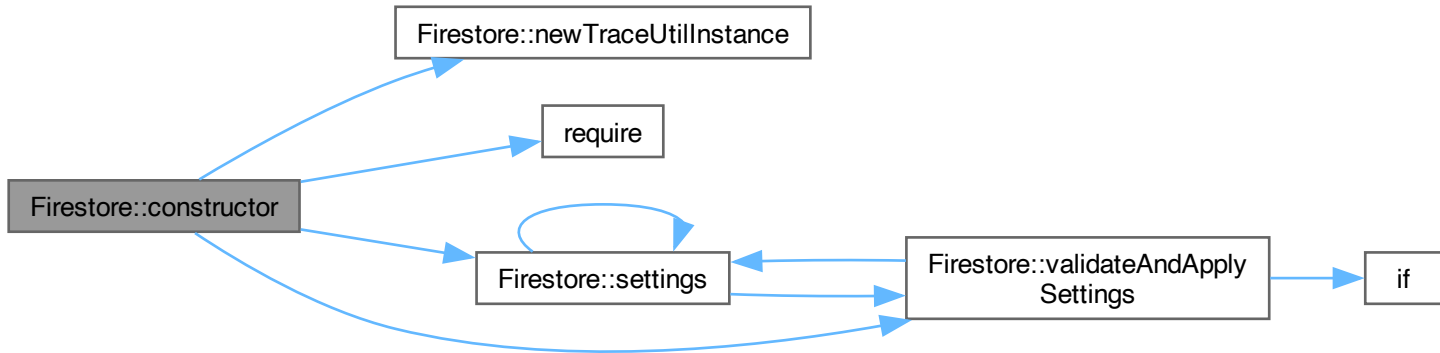 Firestore::newTraceUtilInstance
require
Firestore::constructor
Firestore::settings
Firestore::validateAndApply
Settings
if